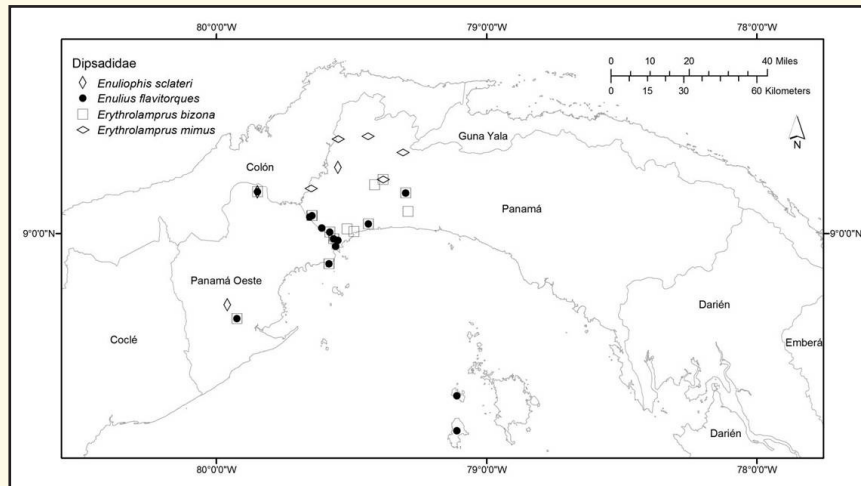 80°0'0"W 79°0'0"W 78°0'0"W
Dipsadidae
Enuliophis sclateri
Enulius flavitorques
Erythrolamprus bizona
Erythrolamprus mimus
0 10 20 40 Miles
0 15 30 60 Kilometers
N
Guna Yala
Colón
Panamá
9°0'0"N 9°0'0"N
Panamá Oeste
Darién
Coclé
Emberá
Darién
80°0'0"W 79°0'0"W 78°0'0"W